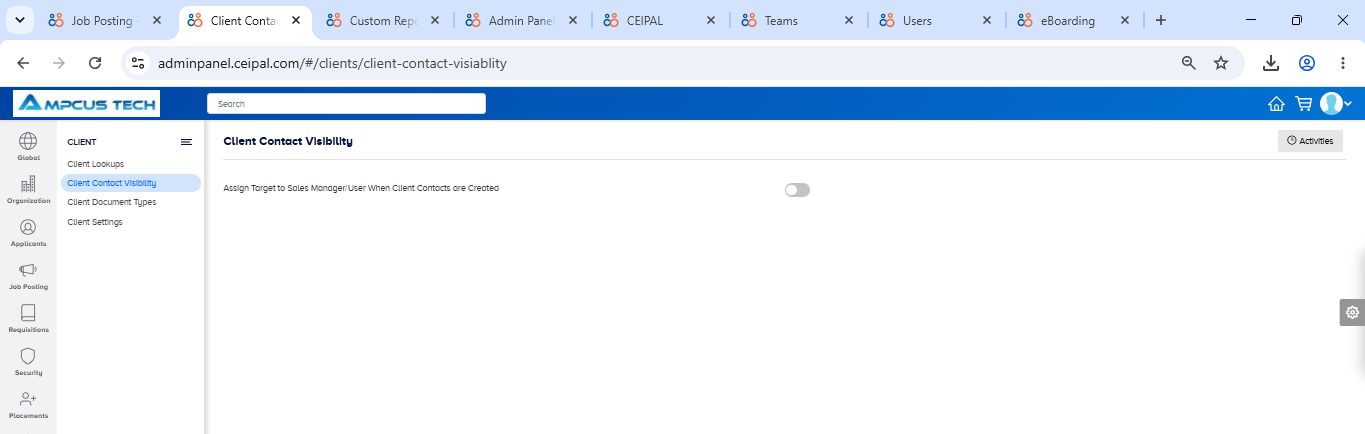 Job Posting -
Client Conta
Custom Repo
Admin Panel
CEIPAL
Teams
Users
eBoarding
adminpanel.ceipal.com/#/clients/client-contact-visiablity
AMPCUS TECH
Search
Global
Organization
Applicants
Job Posting
Requisitions
Security
Placements
CLIENT
Client Lookups
Client Contact Visibility
Client Document Types
Client Settings
Client Contact Visibility
Activities
Assign Target to Sales Manager/User When Client Contacts are Created